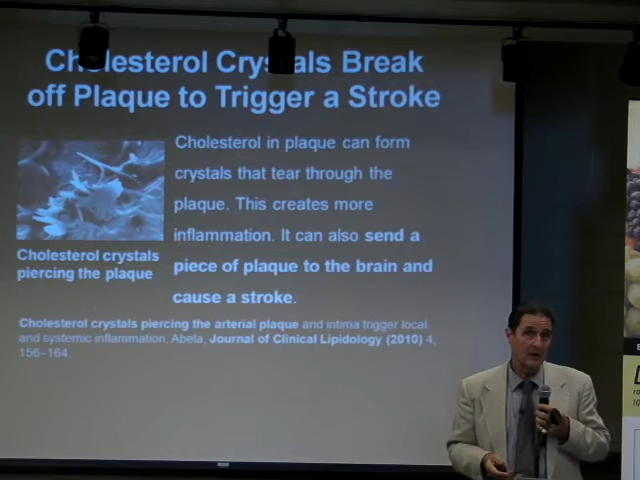 Cholesterol Crystals Break
off Plaque to Trigger a Stroke
Cholesterol in plaque can form
crystals that tear through the
plaque. This creates more
inflammation. It can also send a
piece of plaque to the brain and
cause a stroke.
Cholesterol crystals
piercing the plaque
Cholesterol crystals piercing the arterial plaque and intima trigger local
and systemic inflammation, Abela, Journal of Clinical Lipidology (2010) 4,
156–164.